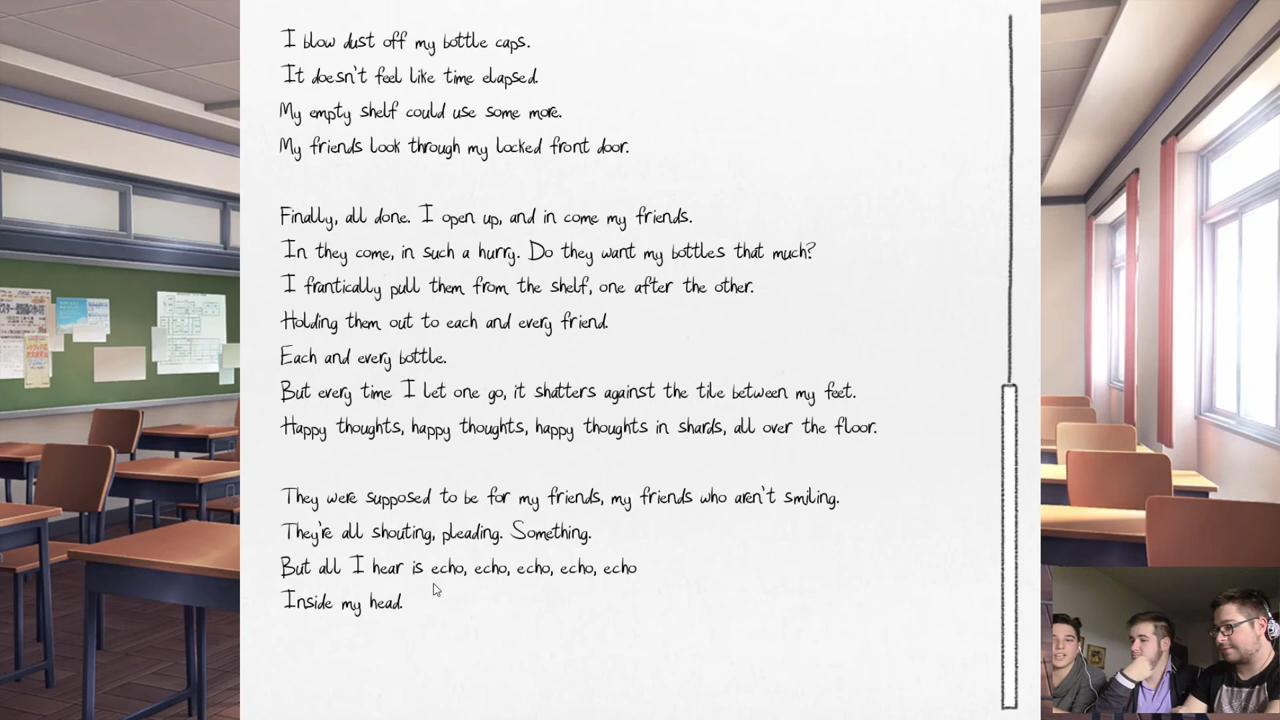 I blow dust off my bottle caps.
It doesn't feel like time elapsed.
My empty shelf could use some more.
My friends look through my locked front door.
Finally, all done. I open up, and in come my friends.
In they come, in such a hurry. Do they want my bottles that much?
I frantically pull them from the shelf, one after the other.
Holding them out to each and every friend.
Each and every bottle.
But every time I let one go, it shatters against the tile between my feet.
Happy thoughts, happy thoughts, happy thoughts in shards, all over the floor.
They were supposed to be for my friends, my friends who aren't smiling.
They're all shouting, pleading. Something.
But all I hear is echo, echo, echo, echo, echo
Inside my head.